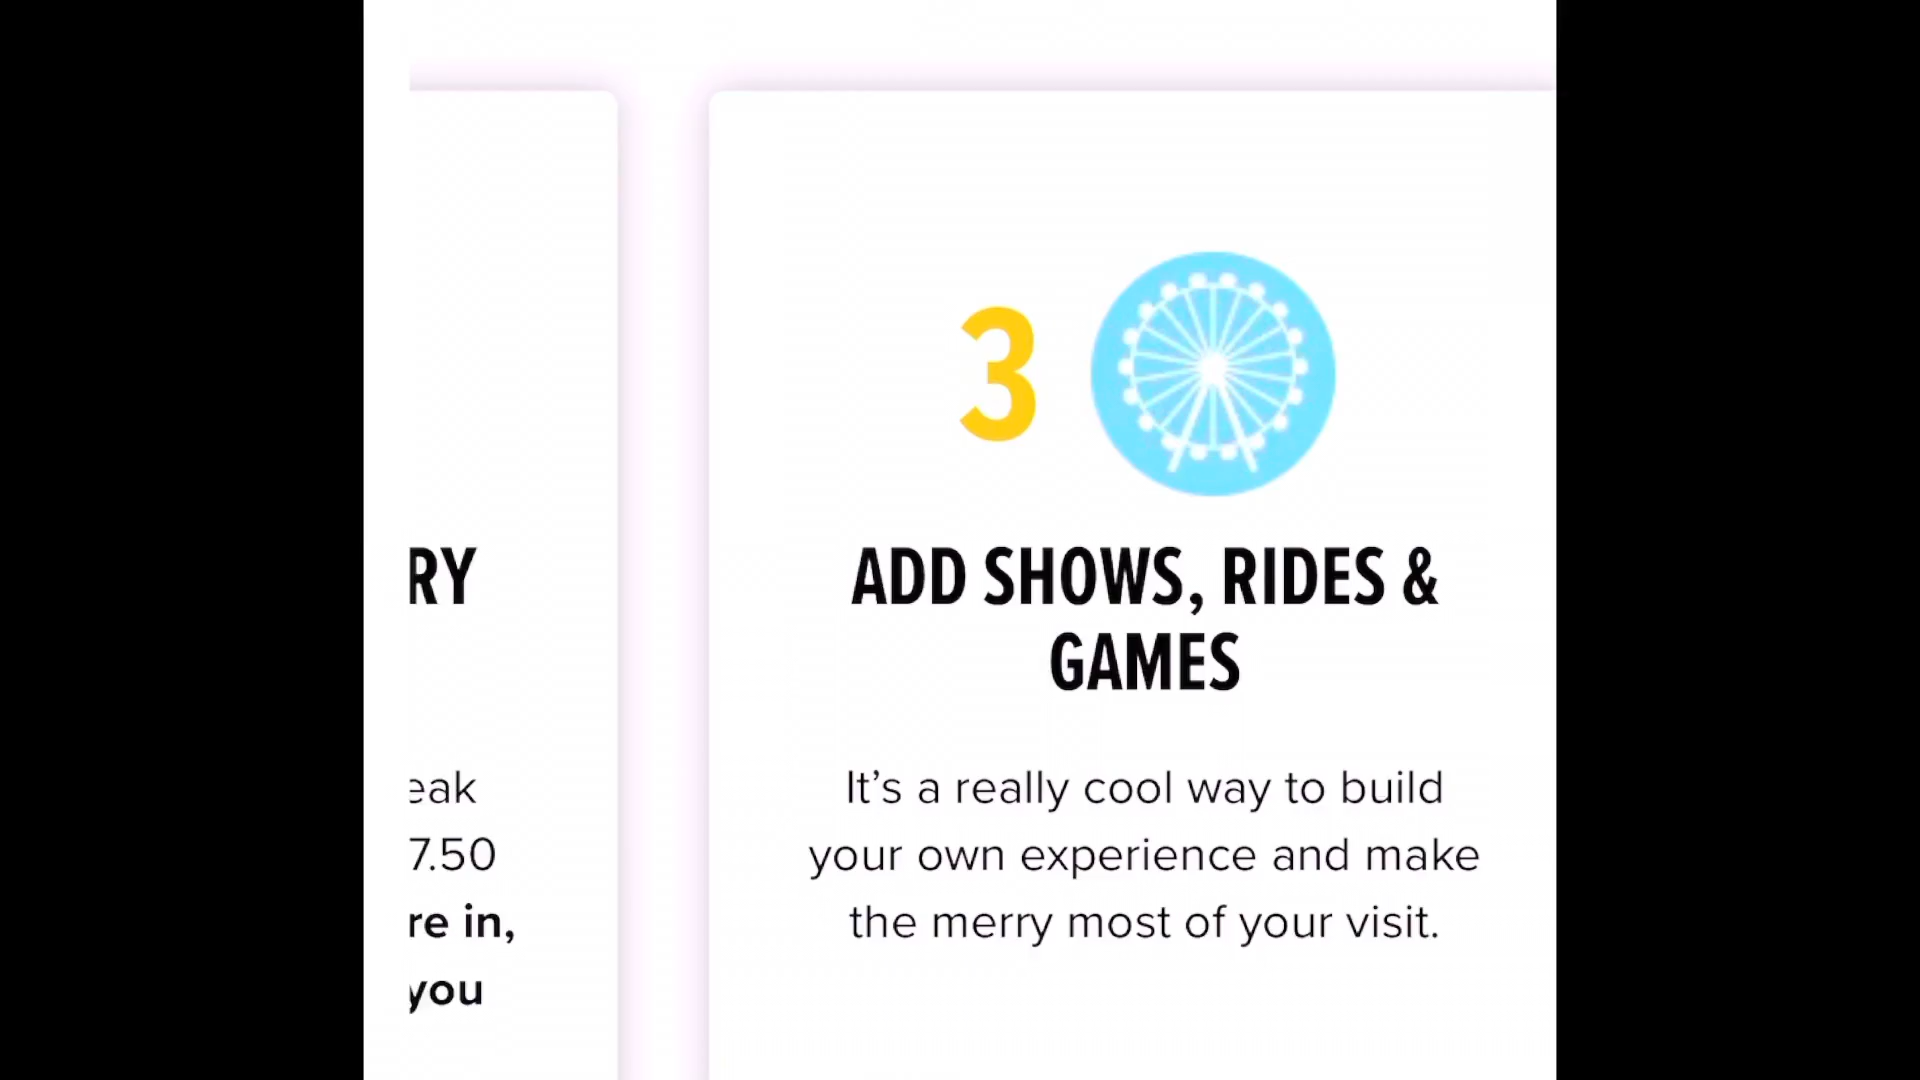 3
ADD SHOWS, RIDES &
GAMES
It’s a really cool way to build
your own experience and make
the merry most of your visit.
RY
eak
7.50
re in,
you